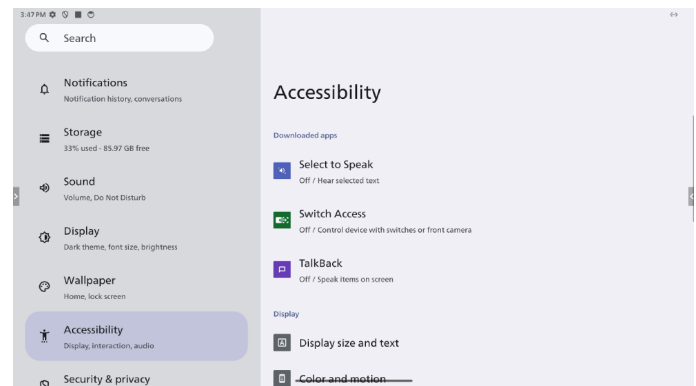 3:47 PM
Search
Notifications
Notification history, conversations
Storage
33% used - 85.97 GB free
Sound
Volume, Do Not Disturb
Display
Dark theme, font size, brightness
Wallpaper
Home, lock screen
Accessibility
Display, interaction, audio
Security & privacy
Accessibility
Downloaded apps
Select to Speak
Off / Hear selected text
Switch Access
Off / Control device with switches or front camera
TalkBack
Off / Speak items on screen
Display
Display size and text
Color and motion